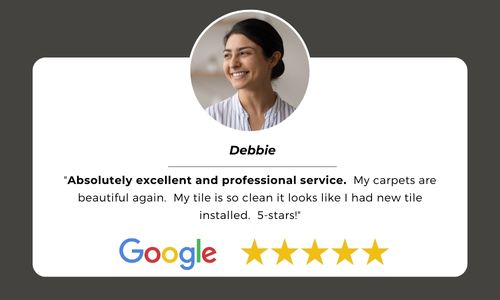 Debbie
"Absolutely excellent and professional service.  My carpets are
beautiful again.  My tile is so clean it looks like I had new tile
installed.  5-stars!"
Google